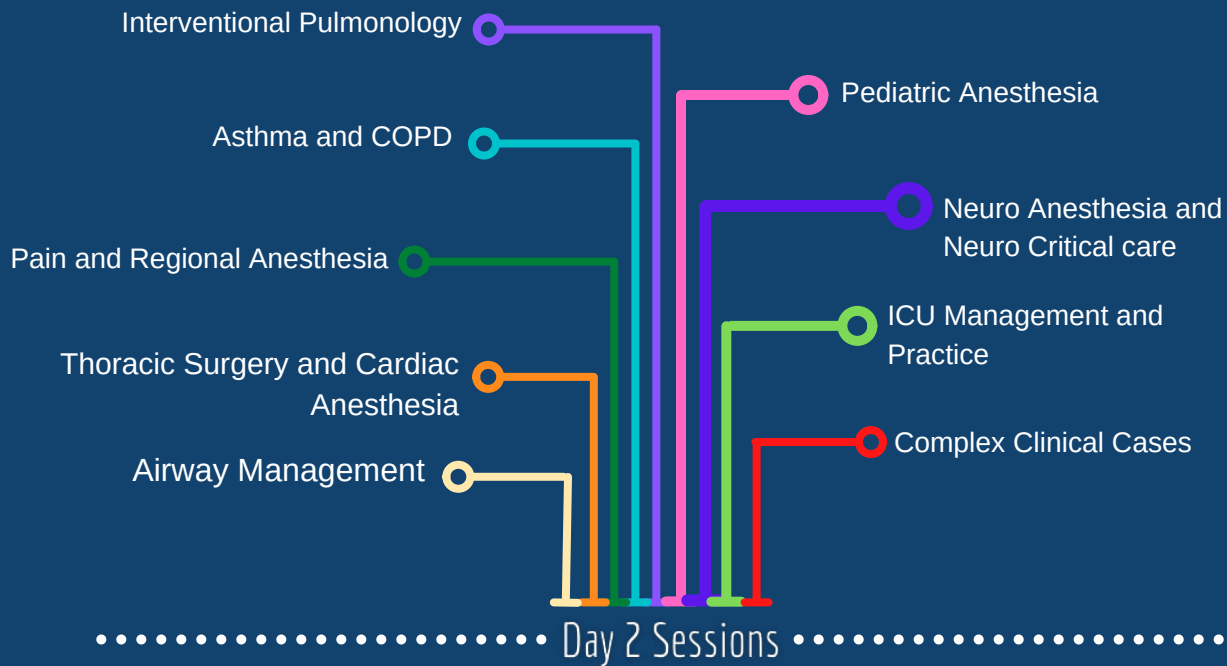 Interventional Pulmonology
Pediatric Anesthesia
Asthma and COPD
Neuro Anesthesia and
Neuro Critical care
Pain and Regional Anesthesia
ICU Management and
Practice
Thoracic Surgery and Cardiac
Anesthesia
Complex Clinical Cases
Airway Management
Day 2 Sessions